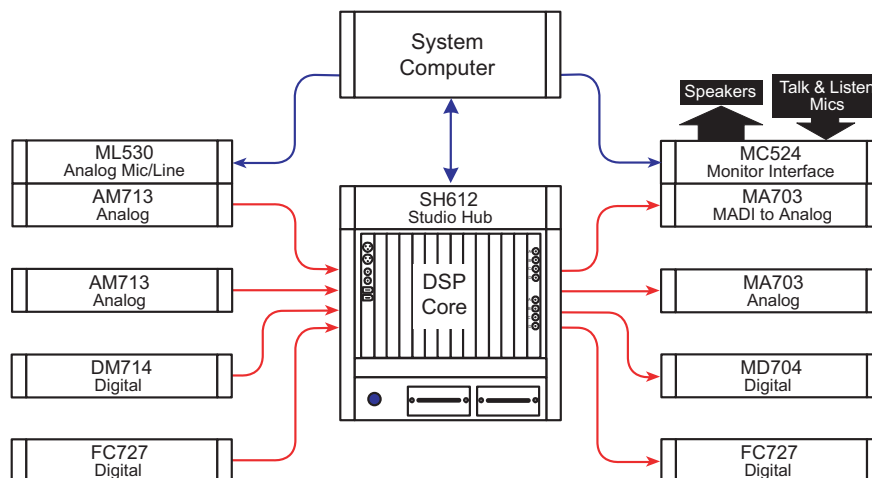 System
Computer
Speakers
Talk & Listen
Mics
ML530
Analog Mic/Line
AM713
Analog
AM713
Analog
DM714
Digital
FC727
Digital
SH612
Studio Hub
DSP
Core
MC524
Monitor Interface
MA703
MADI to Analog
MA703
Analog
MD704
Digital
FC727
Digital